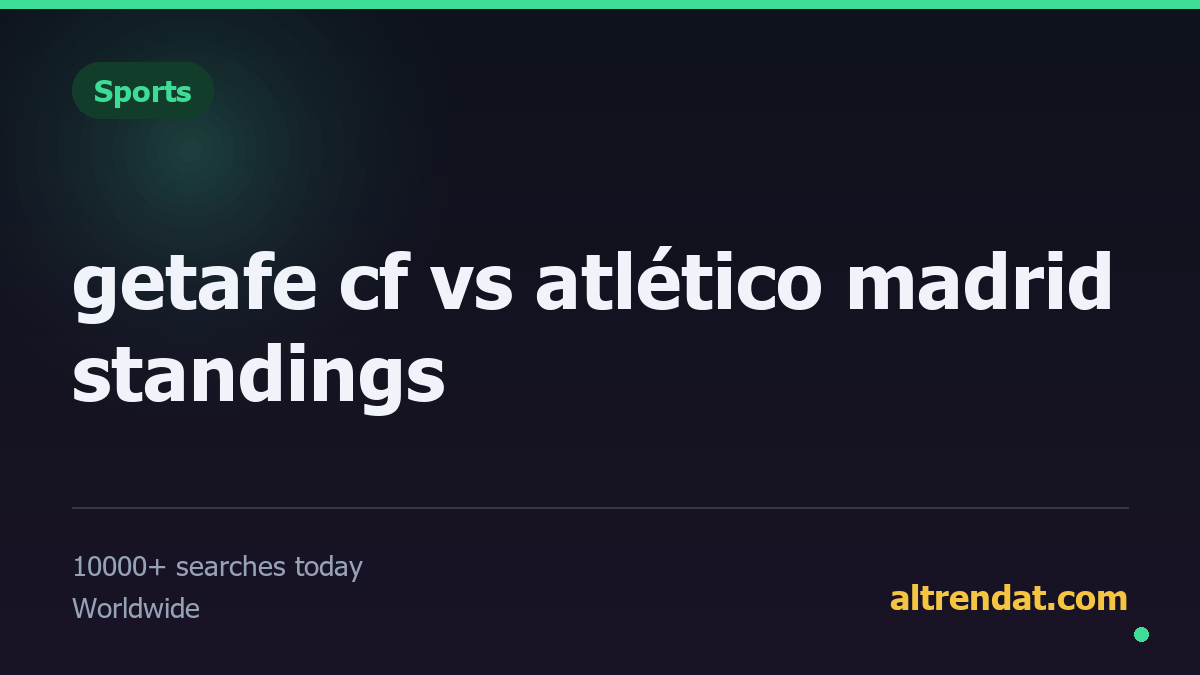 Sports
getafe cf vs atlético madrid
standings
10000+ searches today
Worldwide
altrendat.com